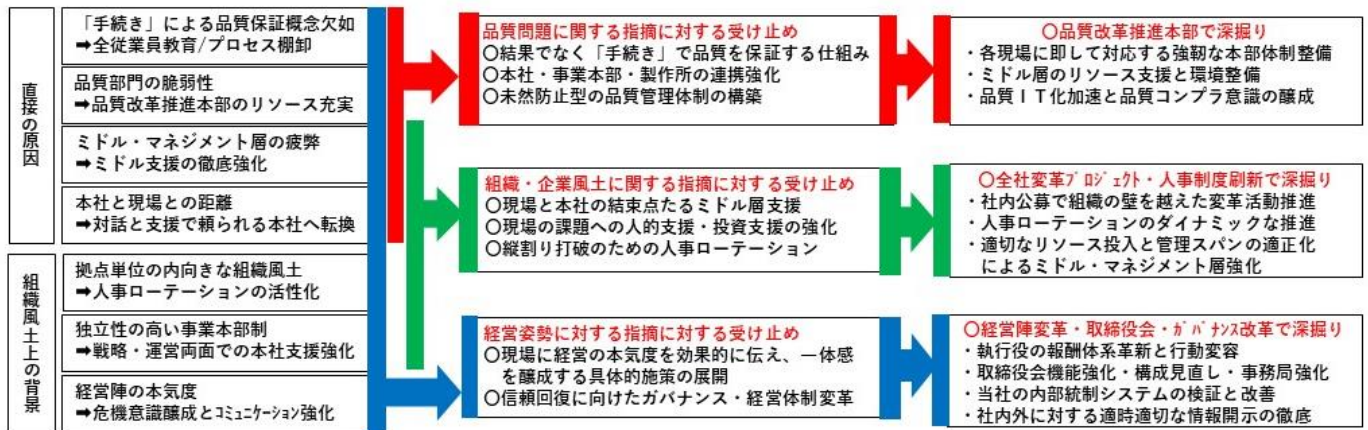 直接の原因
「手続き」による品質保証概念欠如
➡全従業員教育/プロセス棚卸
品質部門の脆弱性
➡品質改革推進本部のリソース充実
ミドル・マネジメント層の疲弊
➡ミドル支援の徹底強化
本社と現場との距離
➡対話と支援で頼られる本社へ転換
組織風土上の背景
拠点単位の内向きな組織風土
➡人事ローテーションの活性化
独立性の高い事業本部制
➡戦略・運営両面での本社支援強化
経営陣の本気度
➡危機意識醸成とｺﾐｭﾆｹｰｼｮﾝ強化
品質問題に関する指摘に対する受け止め
〇結果でなく「手続き」で品質を保証する仕組み
〇本社・事業本部・製作所の連携強化
〇未然防止型の品質管理体制の構築
組織・企業風土に関する指摘に対する受け止め
〇現場と本社の結束点たるミドル層支援
〇現場の課題への人的支援・投資支援の強化
〇縦割り打破のための人事ローテーション
経営姿勢に対する指摘に対する受け止め
〇現場に経営の本気度を効果的に伝え、一体感
を醸成する具体的施策の展開
〇信頼回復に向けたガバナンス・経営体制変革
〇品質改革推進本部で深掘り
・各現場に即して対応する強靭な本部体制整備
・ミドル層のリソース支援と環境整備
・品質ＩＴ化加速と品質コンプラ意識の醸成
〇全社変革ﾌﾟﾛｼﾞｪｸﾄ・人事制度刷新で深掘り
・社内公募で組織の壁を越えた変革活動推進
・人事ローテーションのダイナミックな推進
・適切なリソース投入と管理スパンの適正化
によるミドル・マネジメント層強化
〇経営陣変革・取締役会・ｶﾞﾊﾞﾅﾝｽ改革で深掘り
・執行役の報酬体系革新と行動変容
・取締役会機能強化・構成見直し・事務局強化
・当社の内部統制システムの検証と改善
・社内外に対する適時適切な情報開示の徹底